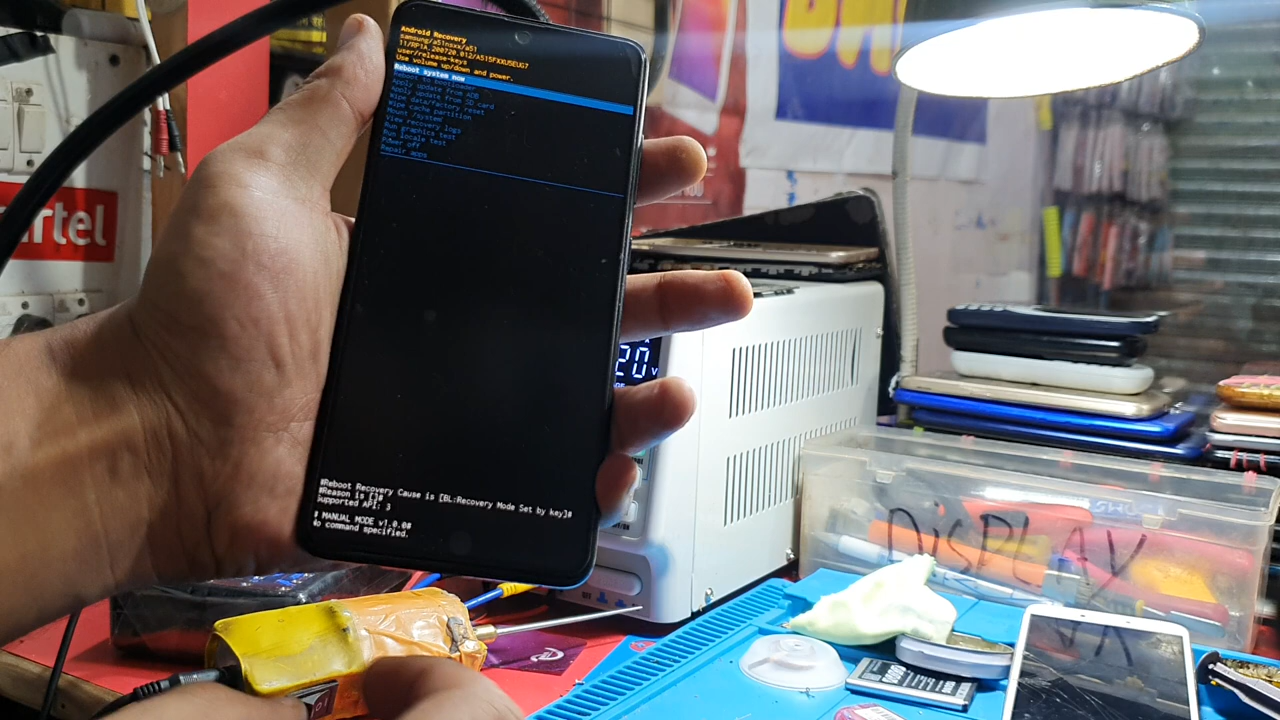 Android Recovery
samsung/a51nsxx/a51
11/RP1A.200720.012/A515FXXU5EUG7
user/release-keys
Use volume up/down and power.
Reboot system now
Reboot to bootloader
Apply update from ADB
Apply update from SD card
Wipe data/factory reset
Wipe cache partition
Mount /system
View recovery logs
Run graphics test
Run locale test
Power off
Repair apps
#Reboot Recovery Cause is [BL:Recovery Mode Set by key]#
#Reason is [3]#
Supported API: 3
# MANUAL MODE v1.0.0#
No command specified.
rtel
20 V
DiSPLAY